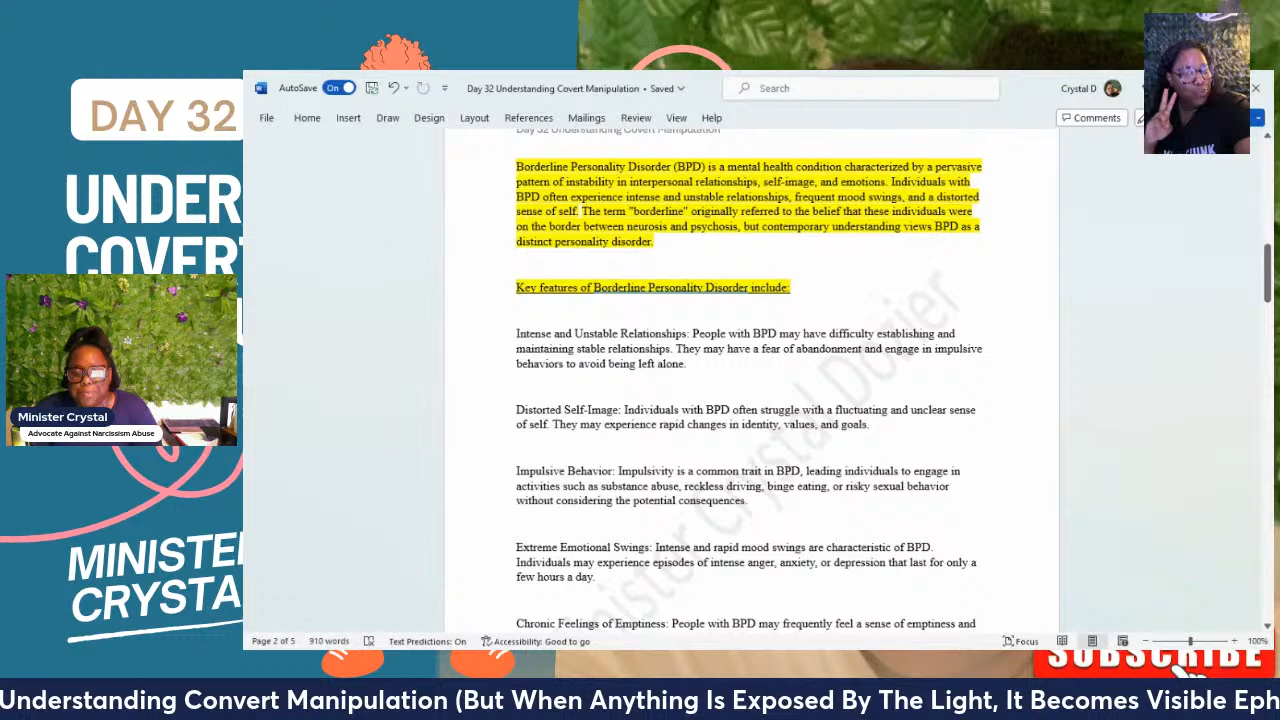 DAY 32
UNDER
COVERT
MINISTE
CRYSTA
Minister Crystal
Advocate Against Narcissism Abuse
AutoSave On Day 32 Understanding Covert Manipulation • Saved Search Crystal D
File Home Insert Draw Design Layout References Mailings Review View Help Comments
Day 32 Understanding Covert Manipulation
Borderline Personality Disorder (BPD) is a mental health condition characterized by a pervasive
pattern of instability in interpersonal relationships, self-image, and emotions. Individuals with
BPD often experience intense and unstable relationships, frequent mood swings, and a distorted
sense of self. The term "borderline" originally referred to the belief that these individuals were
on the border between neurosis and psychosis, but contemporary understanding views BPD as a
distinct personality disorder.
Key features of Borderline Personality Disorder include:
Intense and Unstable Relationships: People with BPD may have difficulty establishing and
maintaining stable relationships. They may have a fear of abandonment and engage in impulsive
behaviors to avoid being left alone.
Distorted Self-Image: Individuals with BPD often struggle with a fluctuating and unclear sense
of self. They may experience rapid changes in identity, values, and goals.
Impulsive Behavior: Impulsivity is a common trait in BPD, leading individuals to engage in
activities such as substance abuse, reckless driving, binge eating, or risky sexual behavior
without considering the potential consequences.
Extreme Emotional Swings: Intense and rapid mood swings are characteristic of BPD.
Individuals may experience episodes of intense anger, anxiety, or depression that last for only a
few hours a day.
Chronic Feelings of Emptiness: People with BPD may frequently feel a sense of emptiness and
Page 2 of 5 910 words Text Predictions: On Accessibility: Good to go Focus 100%
SUBSCRIBE
Understanding Convert Manipulation (But When Anything Is Exposed By The Light, It Becomes Visible Eph